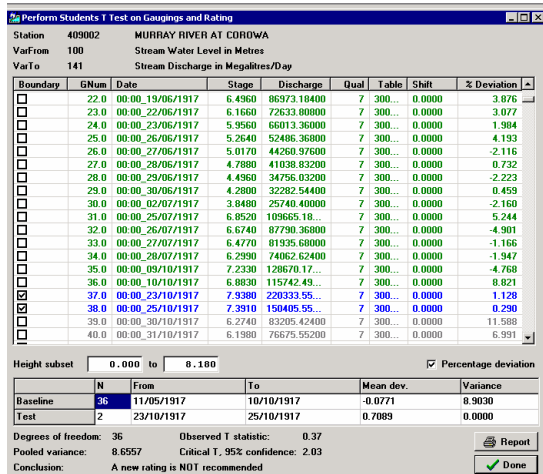 Perform Students T Test on Gaugings and Rating
Station 409002 MURRAY RIVER AT COROWA
VarFrom 100 Stream Water Level in Metres
VarTo 141 Stream Discharge in Megalitres/Day
Boundary GNum Date Stage Discharge Qual Table Shift % Deviation
22.0 00:00_19/06/1917 6.4960 86973.18400 7 300... 0.0000 3.876
23.0 00:00_22/06/1917 6.1660 72633.80800 7 300... 0.0000 3.077
24.0 00:00_23/06/1917 5.9560 66013.36000 7 300... 0.0000 1.984
25.0 00:00_26/06/1917 5.2640 52486.36800 7 300... 0.0000 4.193
26.0 00:00_27/06/1917 5.0170 44260.97600 7 300... 0.0000 -2.116
27.0 00:00_28/06/1917 4.7880 41038.83200 7 300... 0.0000 0.732
28.0 00:00_29/06/1917 4.4960 34756.03200 7 300... 0.0000 -2.223
29.0 00:00_30/06/1917 4.2800 32282.54400 7 300... 0.0000 0.459
30.0 00:00_02/07/1917 3.8480 25740.40000 7 300... 0.0000 -2.160
31.0 00:00_25/07/1917 6.8520 109665.18... 7 300... 0.0000 5.244
32.0 00:00_26/07/1917 6.6740 87790.36800 7 300... 0.0000 -4.901
33.0 00:00_27/07/1917 6.4770 81935.68000 7 300... 0.0000 -1.166
34.0 00:00_28/07/1917 6.2990 74062.62400 7 300... 0.0000 -1.947
35.0 00:00_09/10/1917 7.2330 128670.17... 7 300... 0.0000 -4.768
36.0 00:00_10/10/1917 6.8830 115742.49... 7 300... 0.0000 8.821
37.0 00:00_23/10/1917 7.9380 220333.55... 7 300... 0.0000 1.128
38.0 00:00_25/10/1917 7.3910 150405.55... 7 300... 0.0000 0.290
39.0 00:00_30/10/1917 6.2740 83205.42400 7 300... 0.0000 11.588
40.0 00:00_31/10/1917 6.1980 76675.55200 7 300... 0.0000 6.991
Height subset 0.000 to 8.180 Percentage deviation
N From To Mean dev. Variance
Baseline 36 11/05/1917 10/10/1917 -0.0771 8.9030
Test 2 23/10/1917 25/10/1917 0.7089 0.0000
Degrees of freedom: 36 Observed T statistic: 0.37
Pooled variance: 8.6557 Critical T, 95% confidence: 2.03
Conclusion: A new rating is NOT recommended
Report
Done